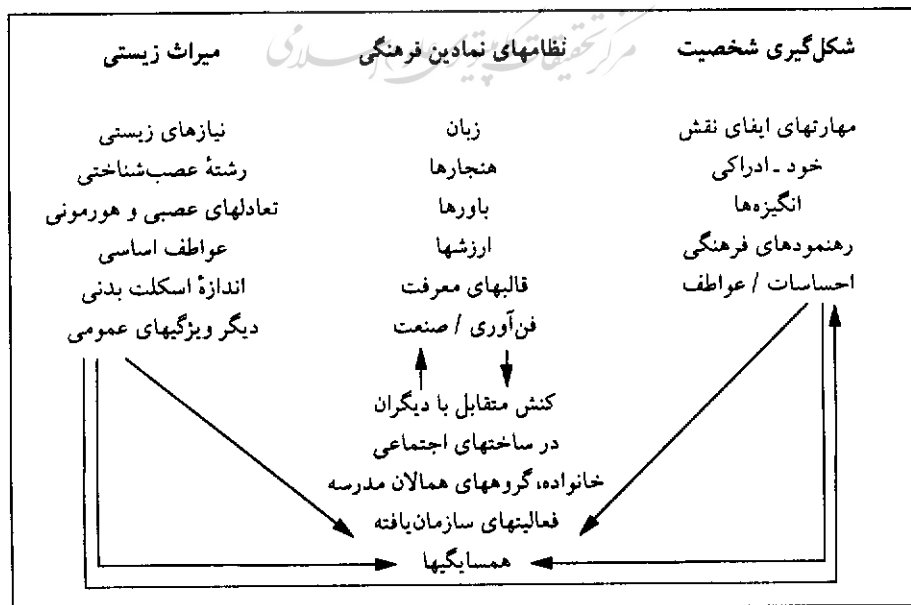 شکل‌گیری شخصیت
مهارتهای ایفای نقش
خود ـ ادراکی
انگیزه‌ها
رهنمودهای فرهنگی
احساسات / عواطف
نظامهای نمادین فرهنگی
زبان
هنجارها
باورها
ارزشها
قالبهای معرفت
فن‌آوری / صنعت
کنش متقابل با دیگران
در ساختهای اجتماعی
خانواده، گروههای همالان مدرسه
فعالیتهای سازمان‌یافته
همسایگیها
میراث زیستی
نیازهای زیستی
رشتهٔ عصب‌شناختی
تعادلهای عصبی و هورمونی
عواطف اساسی
اندازهٔ اسکلت بدنی
دیگر ویژگیهای عمومی